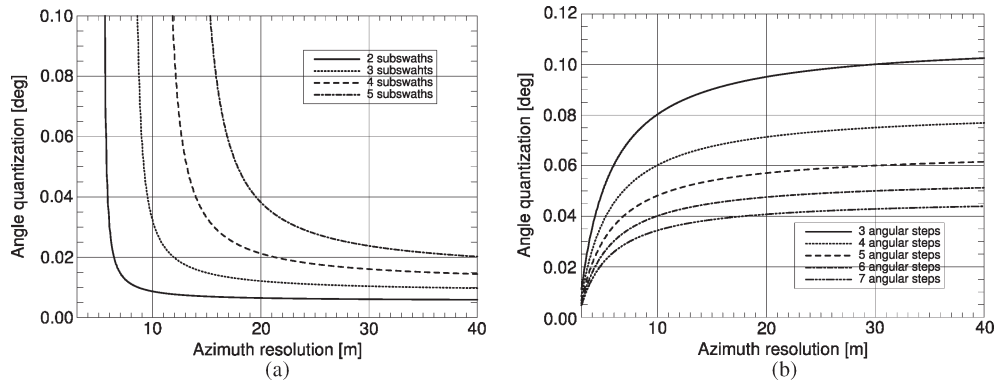 0.10
0.08
0.06
0.04
0.02
0.00
Angle quantization [deg]
2 subswaths
3 subswahts
4 subswaths
5 subswaths
10 20 30 40
Azimuth resolution [m]
(a)
0.12
0.10
0.08
0.06
0.04
0.02
0.00
Angle quantization [deg]
3 angular steps
4 angular steps
5 angular steps
6 angular steps
7 angular steps
10 20 30 40
Azimuth resolution [m]
(b)